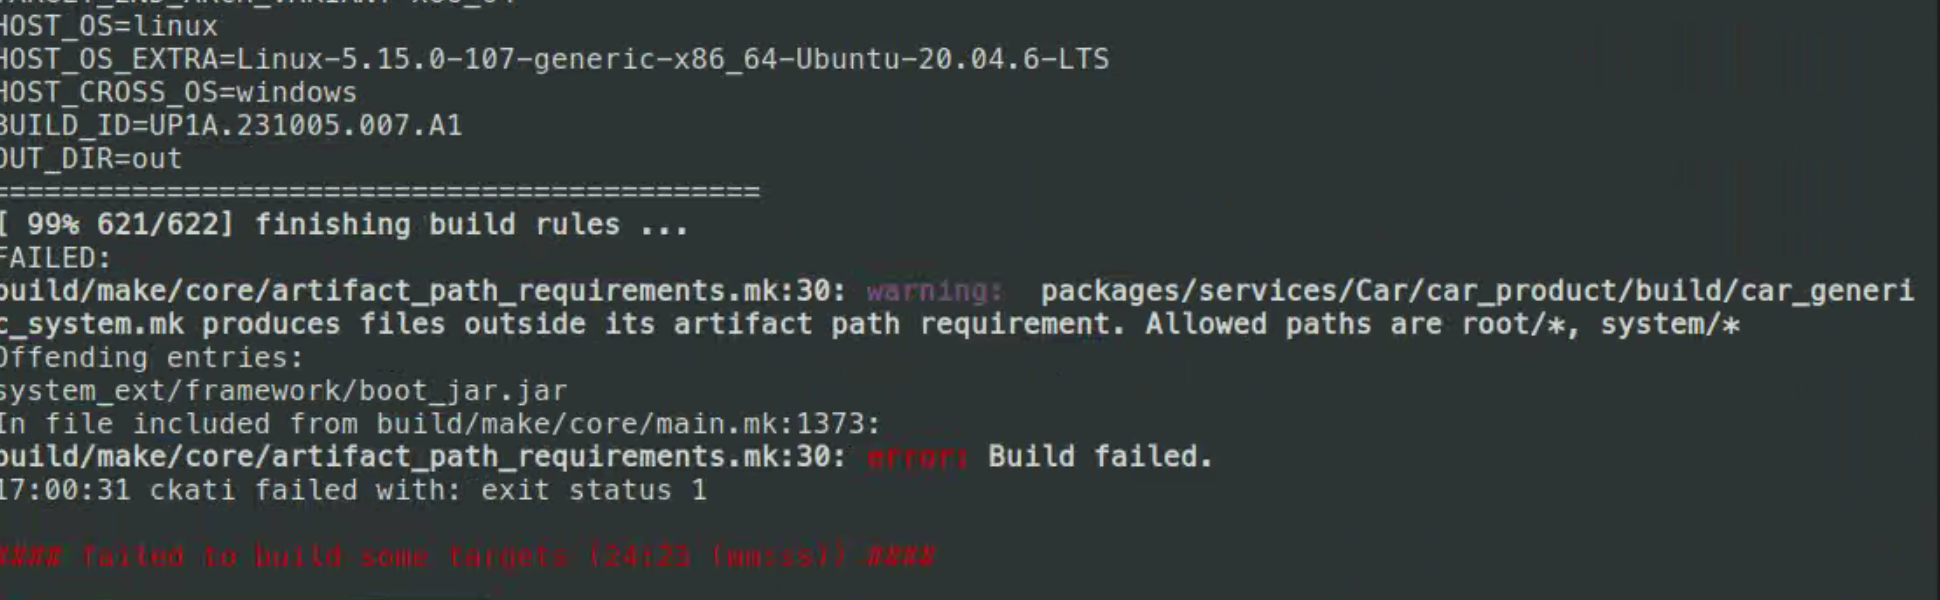 HOST_OS=linux
HOST_OS_EXTRA=Linux-5.15.0-107-generic-x86_64-Ubuntu-20.04.6-LTS
HOST_CROSS_OS=windows
BUILD_ID=UP1A.231005.007.A1
OUT_DIR=out
============================================
[ 99% 621/622] finishing build rules ...
FAILED:
build/make/core/artifact_path_requirements.mk:30: warning:  packages/services/Car/car_product/build/car_generi
c_system.mk produces files outside its artifact path requirement. Allowed paths are root/*, system/*
Offending entries:
system_ext/framework/boot_jar.jar
In file included from build/make/core/main.mk:1373:
build/make/core/artifact_path_requirements.mk:30: error: Build failed.
17:00:31 ckati failed with: exit status 1
#### failed to build some targets (24:23 (mm:ss)) ####